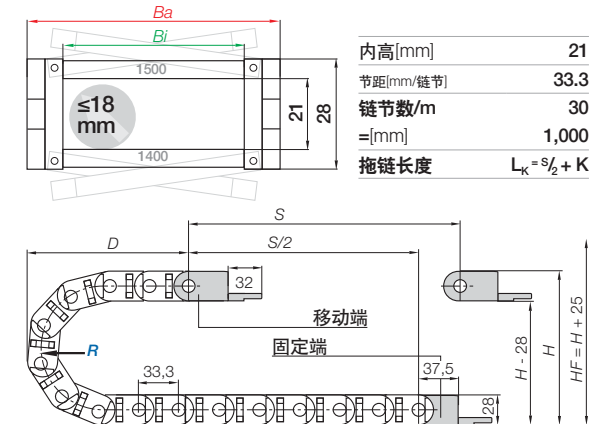 Ba
Bi
1500
≤18
mm
21
28
1400
内高[mm] 21
节距[mm/链节] 33.3
链节数/m 30
=[mm] 1,000
拖链长度 LK = S/2 + K
S
D
S/2
32
移动端
固定端
R
33,3
37,5
28
H - 28
H
HF = H + 25